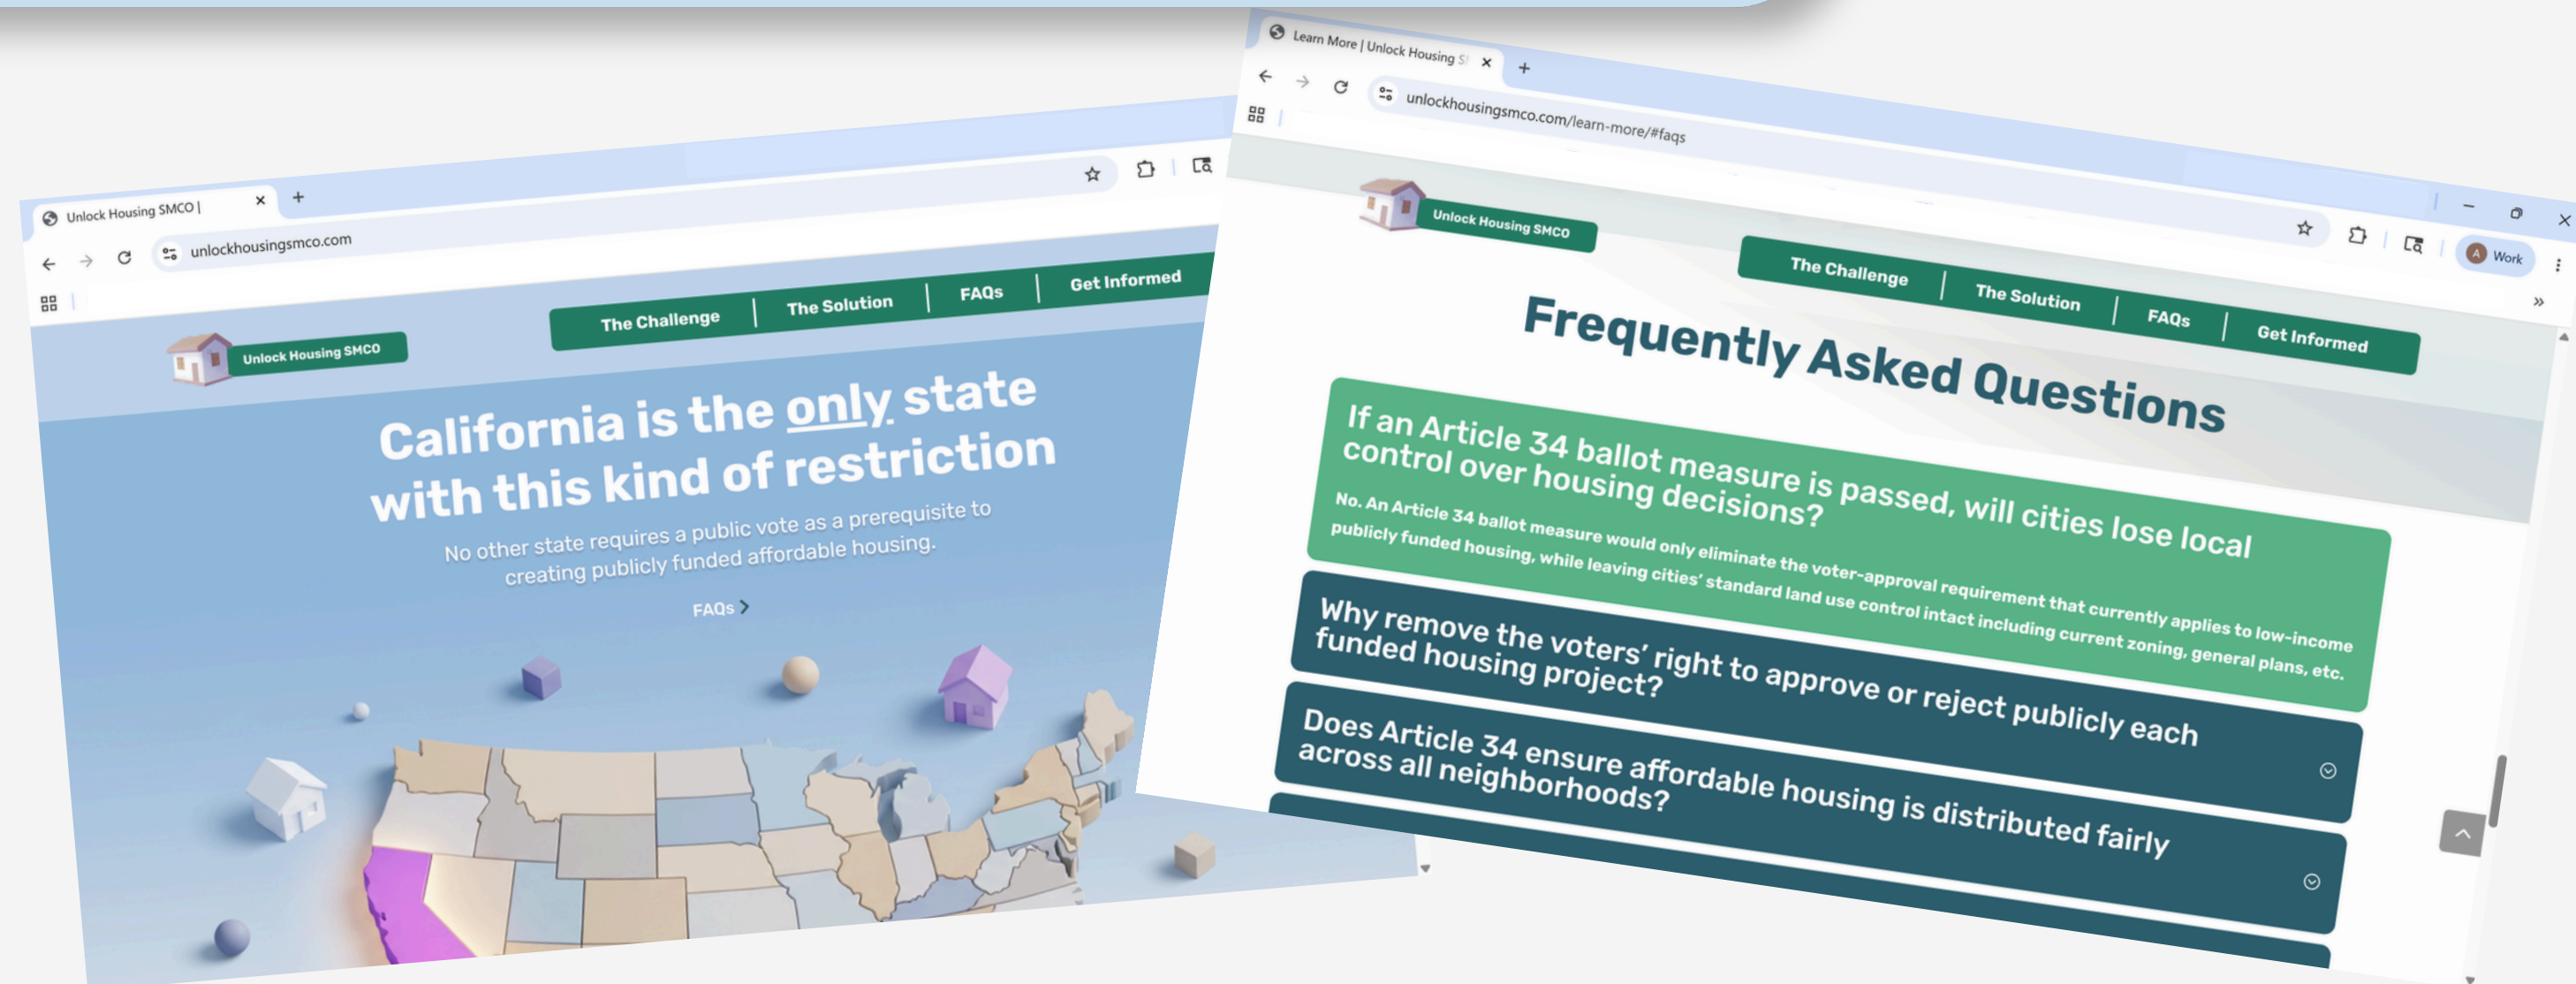 Unlock Housing SMCO |
unlockhousingsmco.com
Unlock Housing SMCO
The Challenge
The Solution
FAQs
Get Informed
California is the only state
with this kind of restriction
No other state requires a public vote as a prerequisite to
creating publicly funded affordable housing.
FAQs
Learn More | Unlock Housing S
unlockhousingsmco.com/learn-more/#faqs
A
Work
Unlock Housing SMCO
The Challenge
The Solution
FAQs
Get Informed
Frequently Asked Questions
If an Article 34 ballot measure is passed, will cities lose local
control over housing decisions?
No. An Article 34 ballot measure would only eliminate the voter-approval requirement that currently applies to low-income
publicly funded housing, while leaving cities' standard land use control intact including current zoning, general plans, etc.
Why remove the voters' right to approve or reject publicly each
funded housing project?
Does Article 34 ensure affordable housing is distributed fairly
across all neighborhoods?